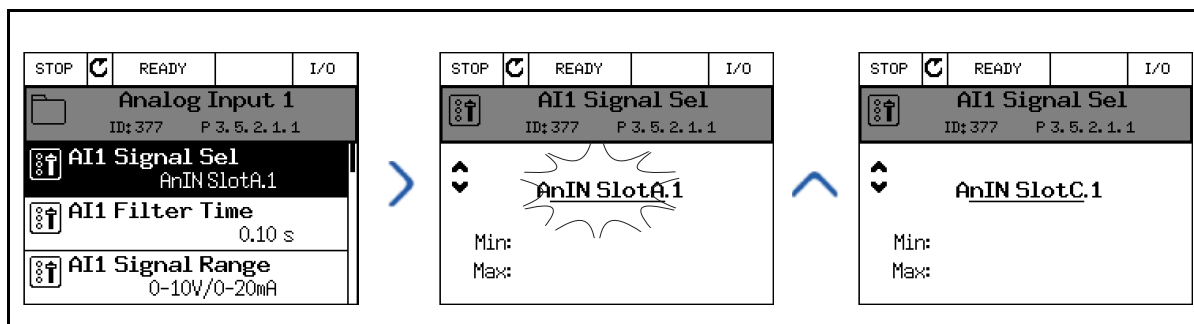 STOP READY I/O
Analog Input 1
ID:377 P3.5.2.1.1
AI1 Signal Sel
AnIN SlotA.1
AI1 Filter Time
0.10 s
AI1 Signal Range
0-10V/0-20mA
STOP READY I/O
AI1 Signal Sel
ID:377 P3.5.2.1.1
AnIN SlotA.1
Min:
Max:
STOP READY I/O
AI1 Signal Sel
ID:377 P3.5.2.1.1
AnIN SlotC.1
Min:
Max: